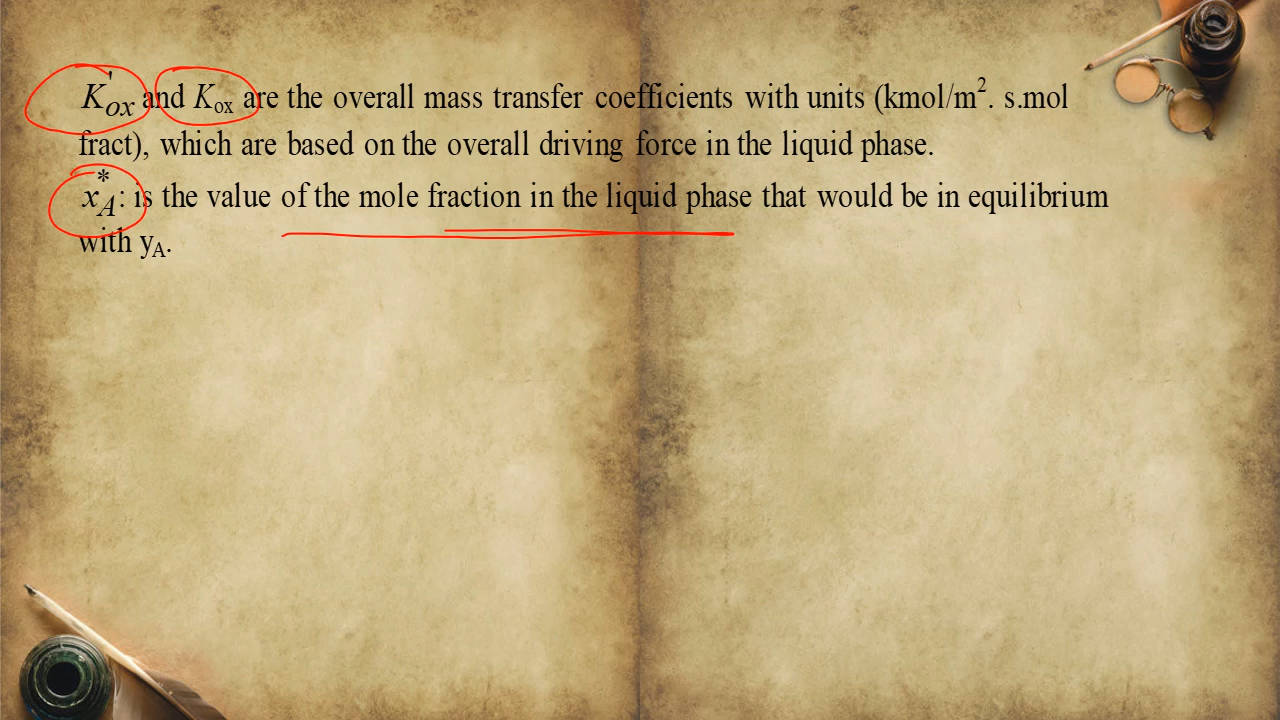 K'ox and Kox are the overall mass transfer coefficients with units (kmol/m². s.mol
fract), which are based on the overall driving force in the liquid phase.
x*A: is the value of the mole fraction in the liquid phase that would be in equilibrium
with yA.